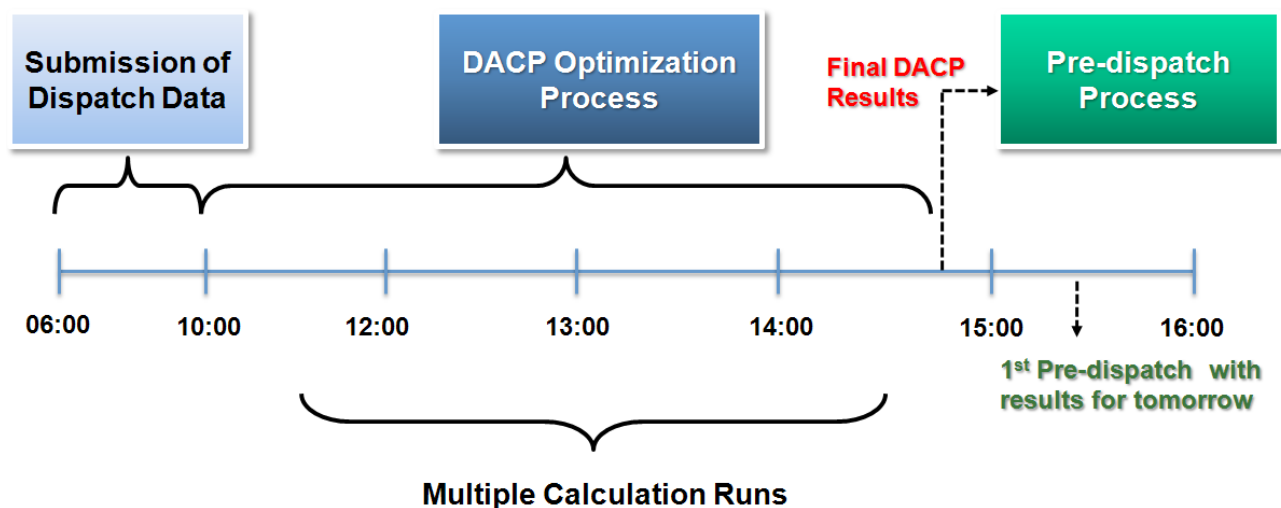 Submission of
Dispatch Data
DACP Optimization
Process
Final DACP
Results
Pre-dispatch
Process
06:00
10:00
12:00
13:00
14:00
15:00
16:00
1st Pre-dispatch with
results for tomorrow
Multiple Calculation Runs